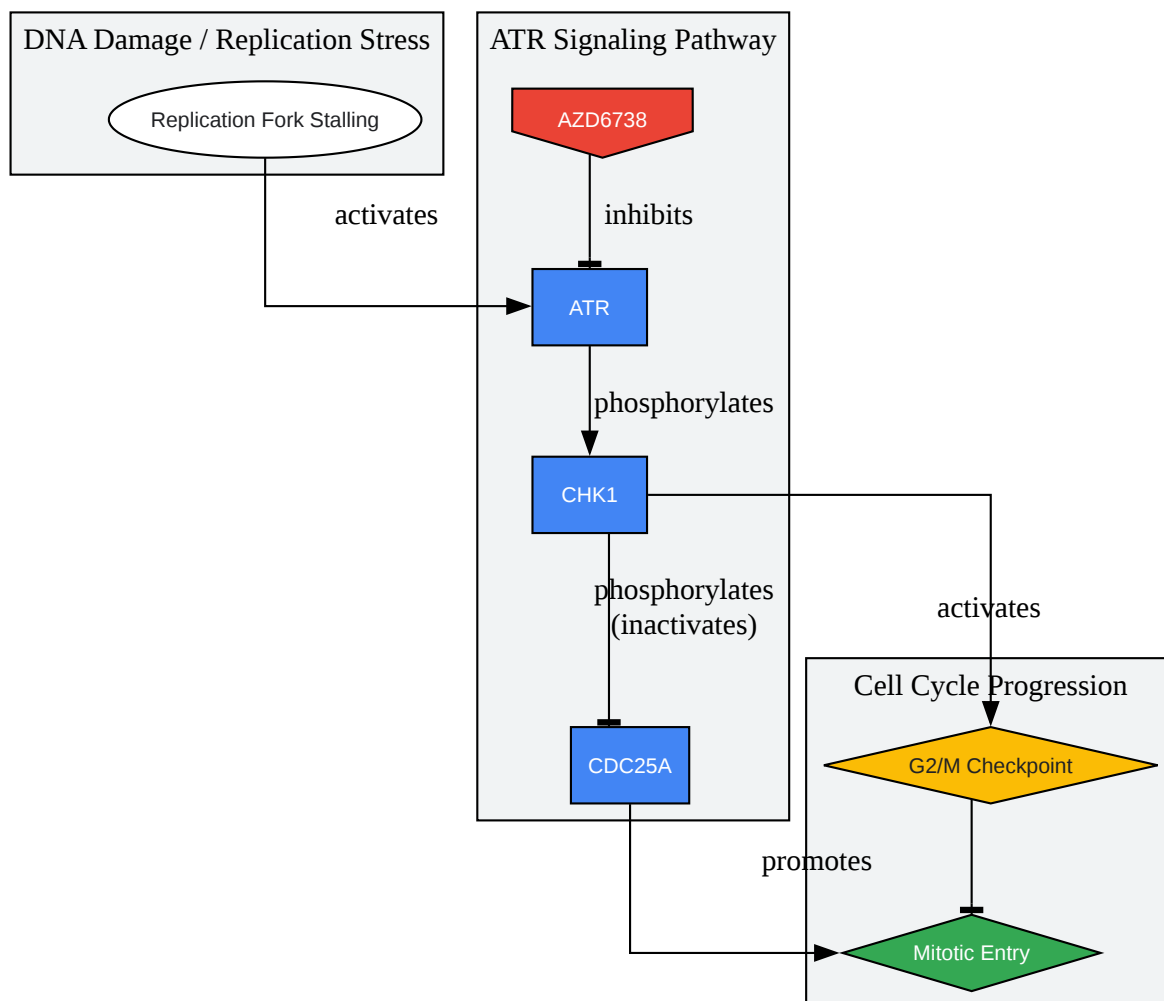 DNA Damage / Replication Stress
Replication Fork Stalling
activates
ATR Signaling Pathway
AZD6738
inhibits
ATR
phosphorylates
CHK1
phosphorylates
(inactivates)
CDC25A
activates
Cell Cycle Progression
G2/M Checkpoint
promotes
Mitotic Entry